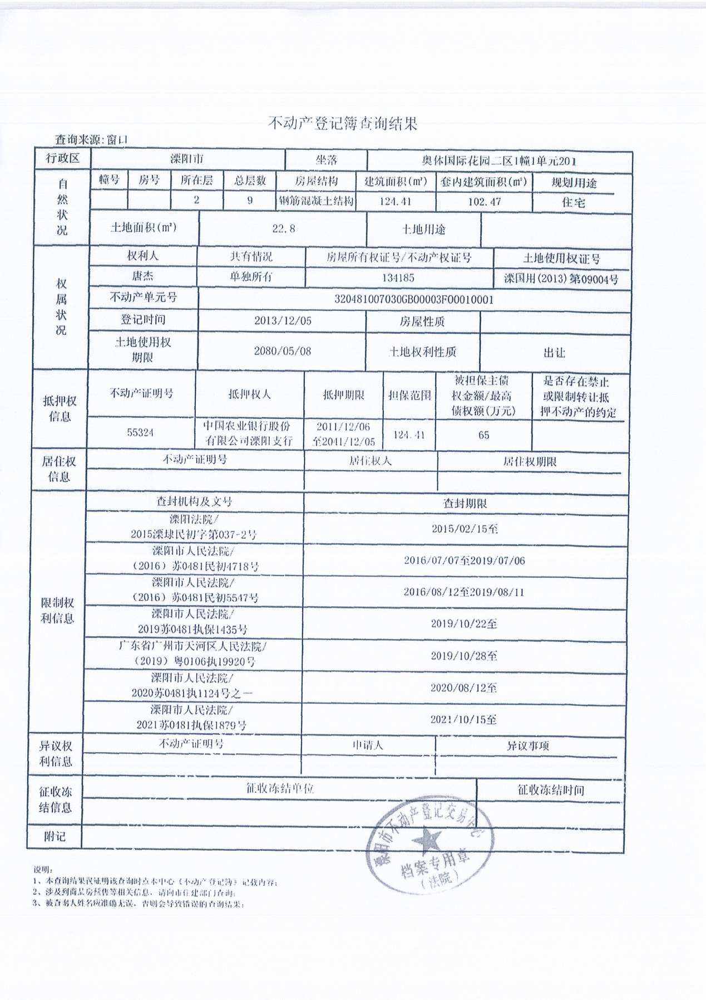 不动产登记簿查询结果
查询来源:窗口
行政区 溧阳市 坐落 奥体国际花园二区1幢1单元201
自然状况
幢号 房号 所在层 总层数 房屋结构 建筑面积(㎡) 套内建筑面积(㎡) 规划用途
2 9 钢筋混凝土结构 124.41 102.47 住宅
土地面积(㎡) 22.8 土地用途
权属状况
权利人 共有情况 房屋所有权证号/不动产权证号 土地使用权证号
唐杰 单独所有 134185 溧国用(2013)第09004号
不动产单元号 320481007030GB00003F00010001
登记时间 2013/12/05 房屋性质
土地使用权
期限 2080/05/08 土地权利性质 出让
抵押权
信息
不动产证明号 抵押权人 抵押期限 担保范围 被担保主债
权金额/最高
债权额(万元) 是否存在禁止
或限制转让抵
押不动产的约定
55324 中国农业银行股份
有限公司溧阳支行 2011/12/06
至2041/12/05 124.41 65
居住权
信息
不动产证明号 居住权人 居住权期限
限制权
利信息
查封机构及文号 查封期限
溧阳法院/
2015溧埭民初字第037-2号 2015/02/15至
溧阳市人民法院/
(2016)苏0481民初4718号 2016/07/07至2019/07/06
溧阳市人民法院/
(2016)苏0481民初5547号 2016/08/12至2019/08/11
溧阳市人民法院/
2019苏0481执保1435号 2019/10/22至
广东省广州市天河区人民法院/
(2019)粤0106执19920号 2019/10/28至
溧阳市人民法院/
2020苏0481执1124号之一 2020/08/12至
溧阳市人民法院/
2021苏0481执保1879号 2021/10/15至
异议权
利信息
不动产证明号 申请人 异议事项
征收冻
结信息
征收冻结单位 征收冻结时间
附记
溧阳市不动产登记交易中心
档案专用章
(法院)
说明:
1、本查询结果仅证明该查询时点本中心《不动产登记簿》记载内容;
2、涉及到商品房预售等相关信息,请向市住建部门查询;
3、被查询人姓名应准确无误,否则会导致错误的查询结果;